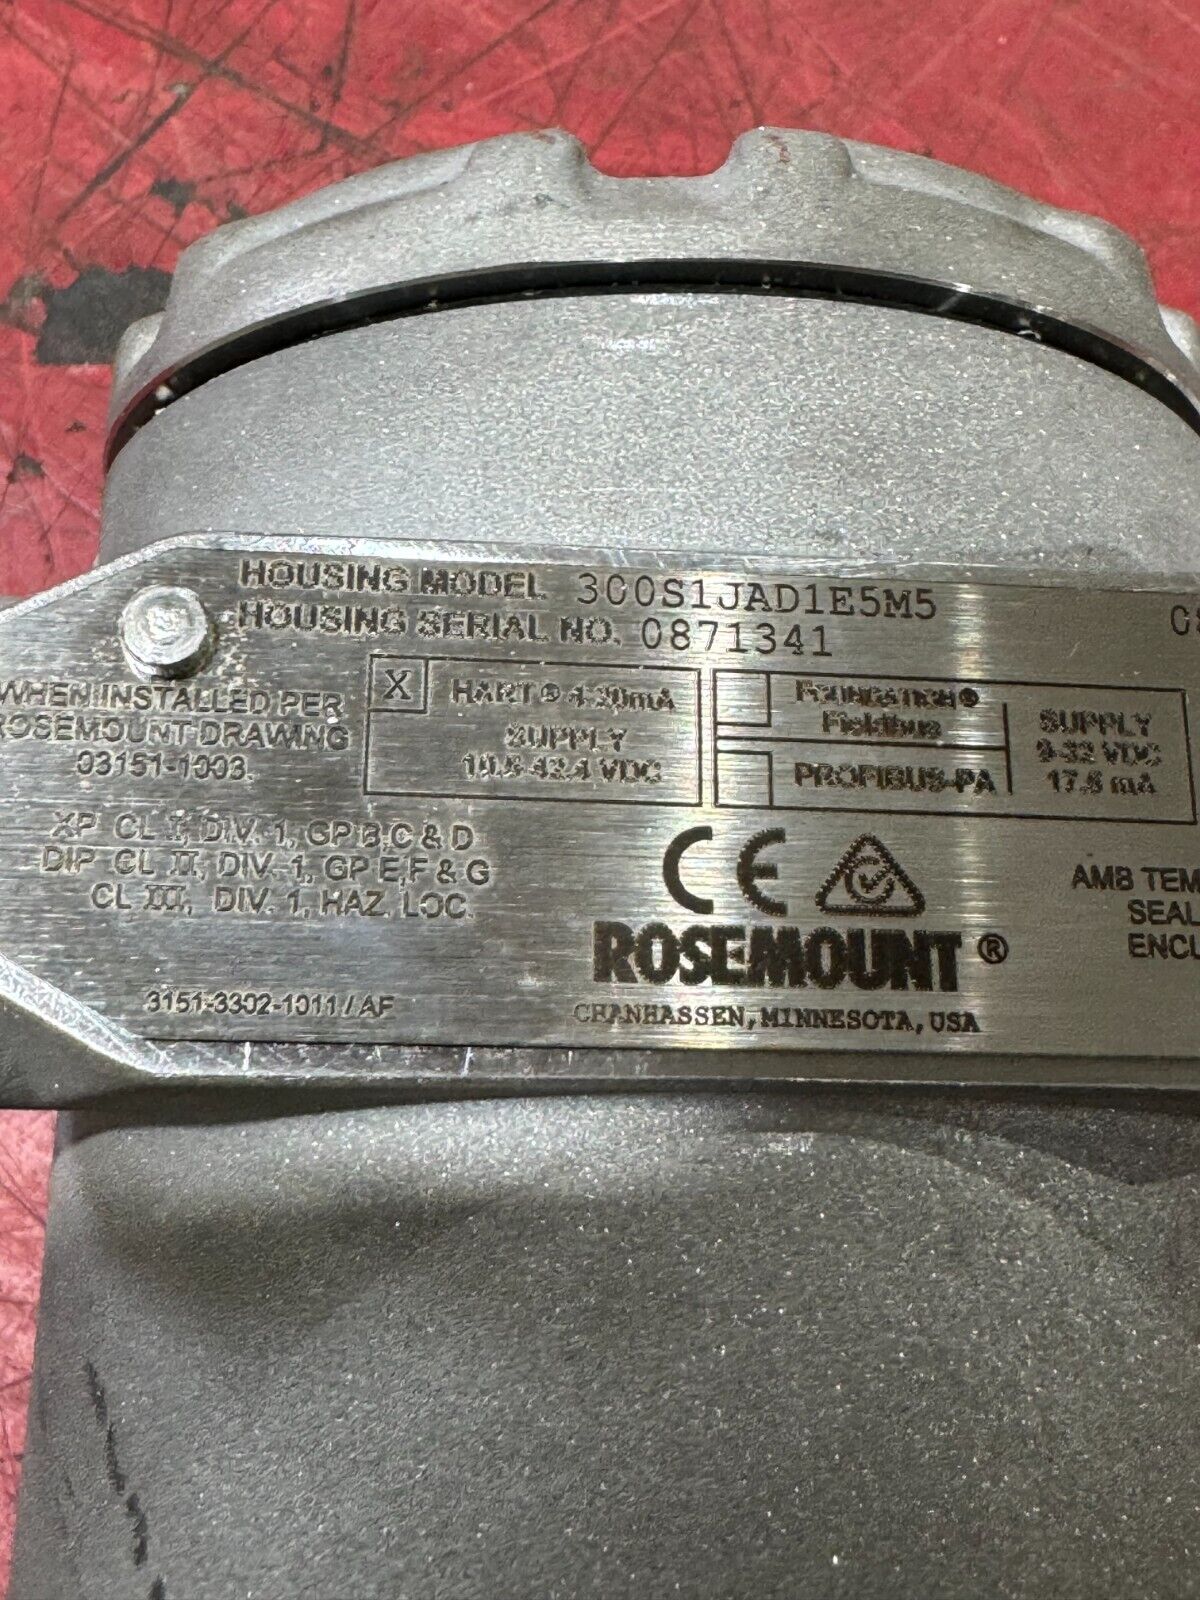 HOUSING MODEL 300S1JAD1E5M5
HOUSING SERIAL NO. 0871341
WHEN INSTALLED PER
ROSEMOUNT DRAWING
03151-1003.
X HART® 4-20mA
SUPPLY
10.5-42.4 VDC
FOUNDATION®
Fieldbus
PROFIBUS-PA
SUPPLY
9-32 VDC
17.5 mA
XP CL I, DIV. 1, GP B,C & D
DIP CL II, DIV. 1, GP E,F & G
CL III, DIV. 1, HAZ. LOC.
CE
AMB TEM
SEAL
ENCL
ROSEMOUNT®
CHANHASSEN, MINNESOTA, USA
3151-3302-1011 / AF